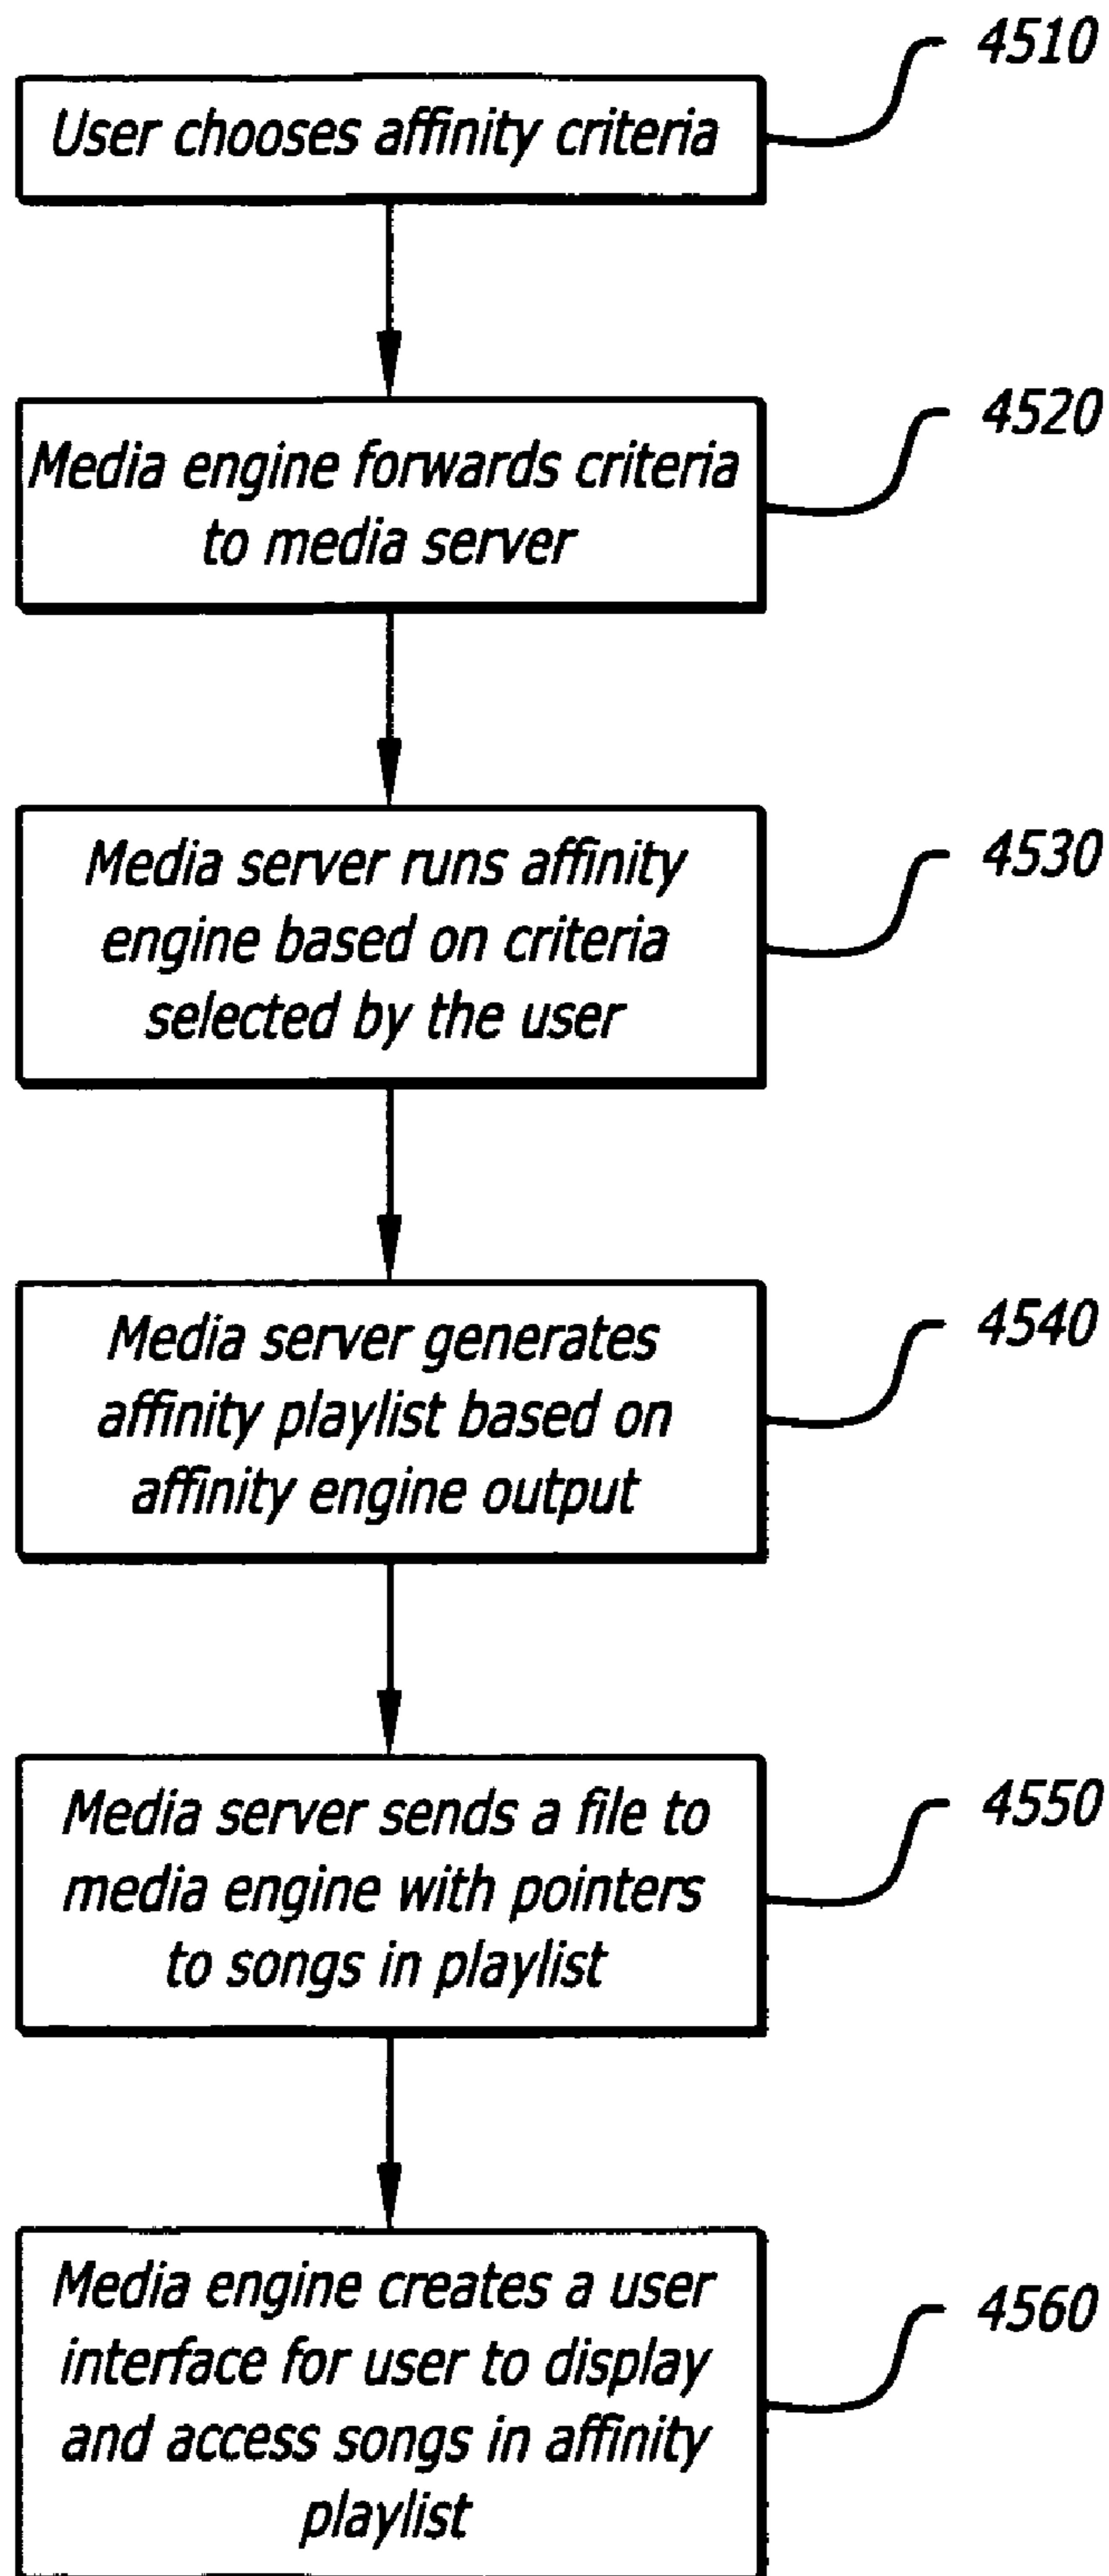 4510
User chooses affinity criteria
4520
Media engine forwards criteria
to media server
4530
Media server runs affinity
engine based on criteria
selected by the user
4540
Media server generates
affinity playlist based on
affinity engine output
4550
Media server sends a file to
media engine with pointers
to songs in playlist
4560
Media engine creates a user
interface for user to display
and access songs in affinity
playlist